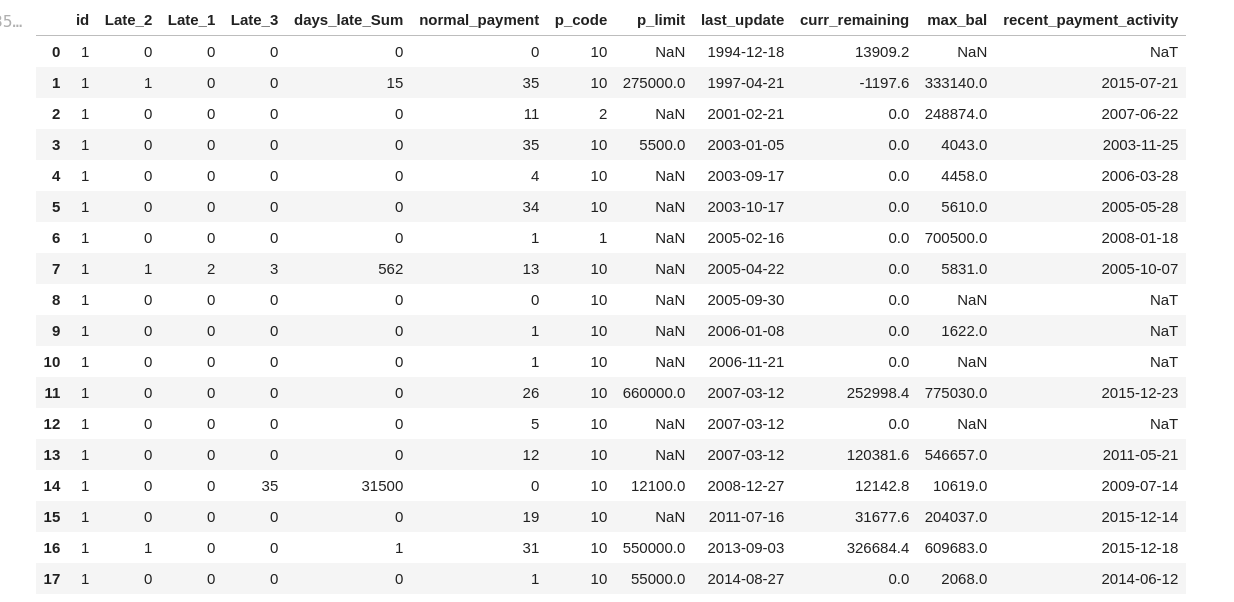 35… id Late_2 Late_1 Late_3 days_late_Sum normal_payment p_code p_limit last_update curr_remaining max_bal recent_payment_activity
0 1 0 0 0 0 0 10 NaN 1994-12-18 13909.2 NaN NaT
1 1 1 0 0 15 35 10 275000.0 1997-04-21 -1197.6 333140.0 2015-07-21
2 1 0 0 0 0 11 2 NaN 2001-02-21 0.0 248874.0 2007-06-22
3 1 0 0 0 0 35 10 5500.0 2003-01-05 0.0 4043.0 2003-11-25
4 1 0 0 0 0 4 10 NaN 2003-09-17 0.0 4458.0 2006-03-28
5 1 0 0 0 0 34 10 NaN 2003-10-17 0.0 5610.0 2005-05-28
6 1 0 0 0 0 1 1 NaN 2005-02-16 0.0 700500.0 2008-01-18
7 1 1 2 3 562 13 10 NaN 2005-04-22 0.0 5831.0 2005-10-07
8 1 0 0 0 0 0 10 NaN 2005-09-30 0.0 NaN NaT
9 1 0 0 0 0 1 10 NaN 2006-01-08 0.0 1622.0 NaT
10 1 0 0 0 0 1 10 NaN 2006-11-21 0.0 NaN NaT
11 1 0 0 0 0 26 10 660000.0 2007-03-12 252998.4 775030.0 2015-12-23
12 1 0 0 0 0 5 10 NaN 2007-03-12 0.0 NaN NaT
13 1 0 0 0 0 12 10 NaN 2007-03-12 120381.6 546657.0 2011-05-21
14 1 0 0 35 31500 0 10 12100.0 2008-12-27 12142.8 10619.0 2009-07-14
15 1 0 0 0 0 19 10 NaN 2011-07-16 31677.6 204037.0 2015-12-14
16 1 1 0 0 1 31 10 550000.0 2013-09-03 326684.4 609683.0 2015-12-18
17 1 0 0 0 0 1 10 55000.0 2014-08-27 0.0 2068.0 2014-06-12